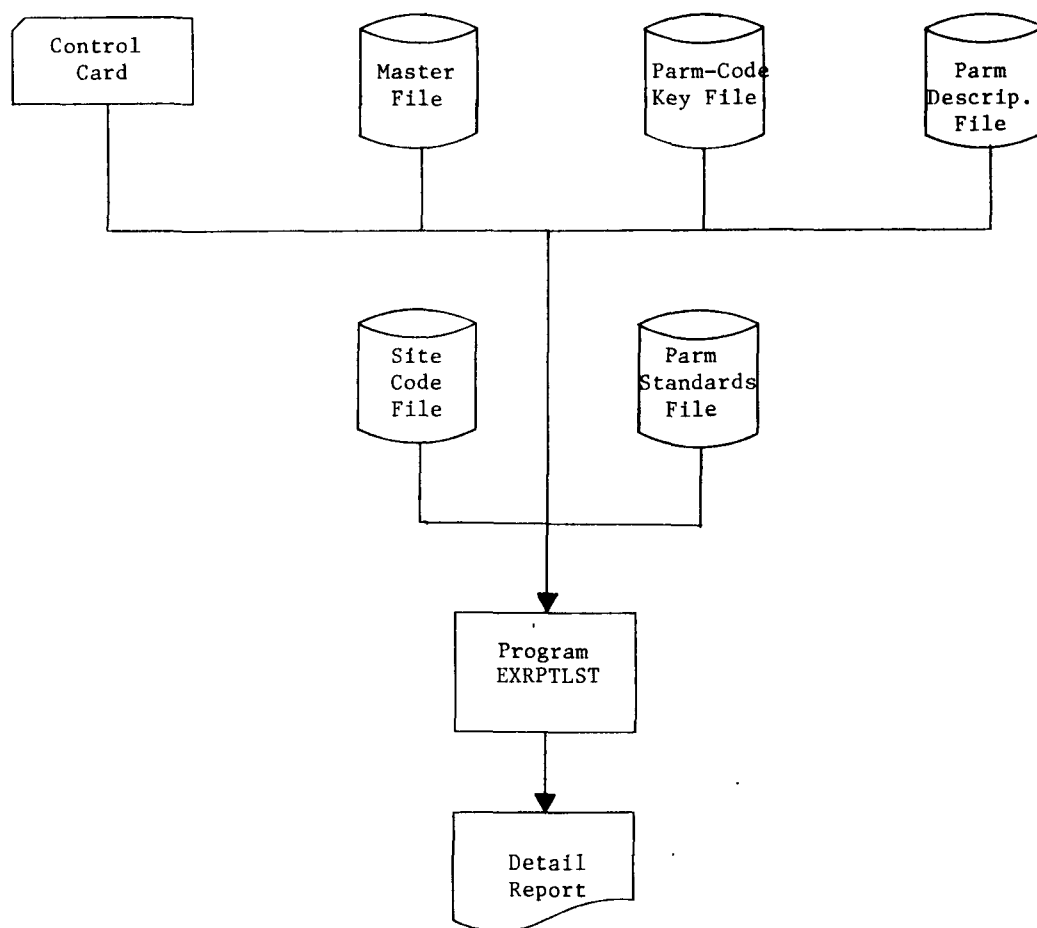 Control
Card
Master
File
Parm-Code
Key File
Parm
Descrip.
File
Site
Code
File
Parm
Standards
File
Program
EXRPTLST
Detail
Report